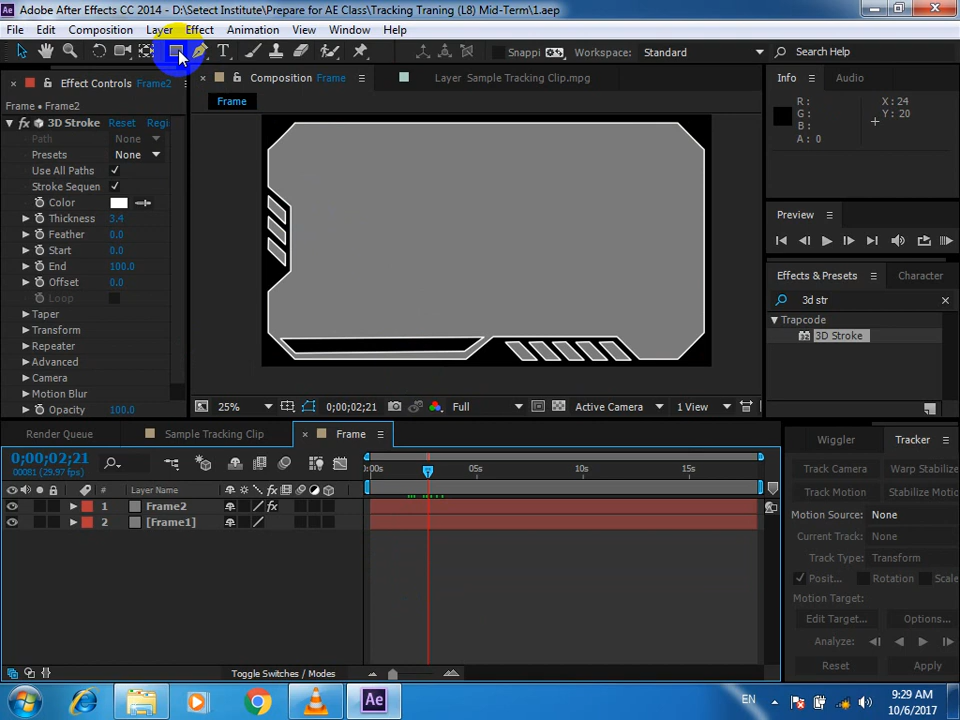 Adobe After Effects CC 2014 - D:\Setect Institute\Prepare for AE Class\Tracking Traning (L8) Mid-Term\1.aep
File Edit Composition Layer Effect Animation View Window Help
Snappi Workspace: Standard Search Help
Effect Controls Frame2
Composition Frame
Layer Sample Tracking Clip.mpg
Info Audio
Frame • Frame2
Frame
R: X: 24
G: Y: 20
B:
A: 0
3D Stroke Reset Regi
Path None
Presets None
Use All Paths
Stroke Sequen
Color
Thickness 3.4
Feather 0.0
Start 0.0
End 100.0
Offset 0.0
Loop
Taper
Transform
Repeater
Advanced
Camera
Motion Blur
Opacity 100.0
Preview
Effects & Presets Character
3d str
Trapcode
3D Stroke
25% 0;00;02;21 Full Active Camera 1 View
Render Queue Sample Tracking Clip Frame
0;00;02;21
00081 (29.97 fps)
:00s 05s 10s 15s
# Layer Name
1 Frame2
2 [Frame1]
Toggle Switches / Modes
Wiggler Tracker
Track Camera Warp Stabilize
Track Motion Stabilize Motio
Motion Source: None
Current Track: None
Track Type: Transform
Posit... Rotation Scale
Motion Target:
Edit Target... Options...
Analyze:
Reset Apply
EN 9:29 AM
10/6/2017